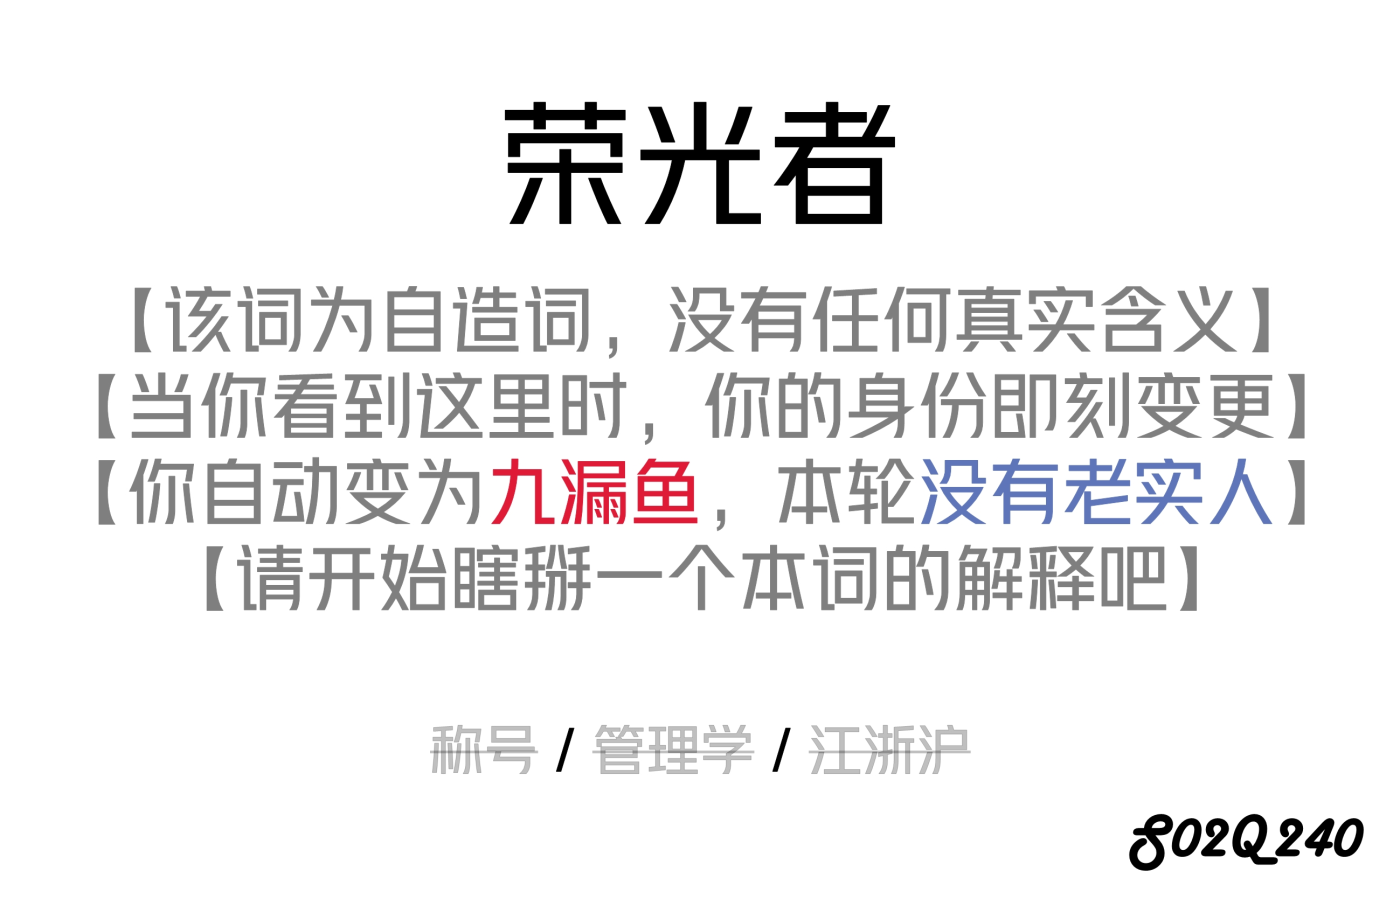 荣光者
【该词为自造词，没有任何真实含义】
【当你看到这里时，你的身份即刻变更】
【你自动变为九漏鱼，本轮没有老实人】
【请开始瞎掰一个本词的解释吧】
称号 / 管理学 / 江浙沪
S02Q240